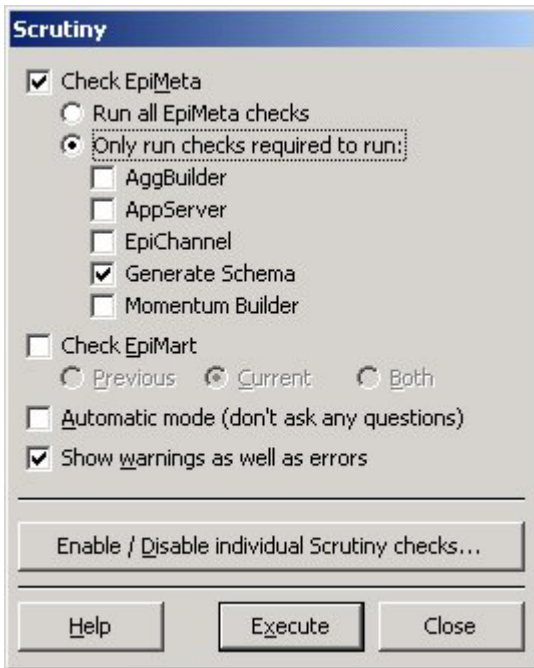 Scrutiny
Check EpiMeta
Run all EpiMeta checks
Only run checks required to run:
AggBuilder
AppServer
EpiChannel
Generate Schema
Momentum Builder
Check EpiMart
Previous Current Both
Automatic mode (don't ask any questions)
Show warnings as well as errors
Enable / Disable individual Scrutiny checks...
Help Execute Close